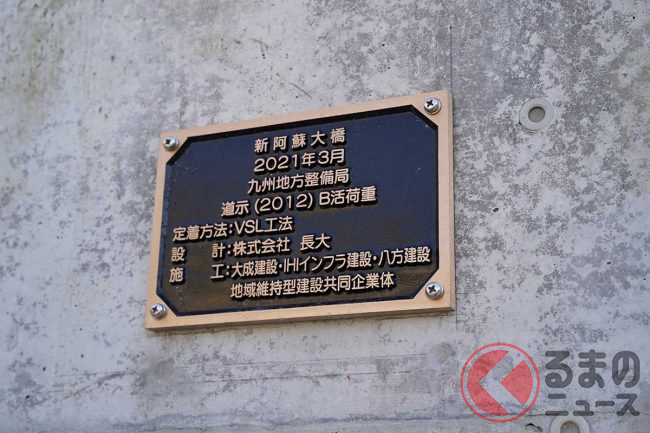 新阿蘇大橋
2021年3月
九州地方整備局
道示(2012)B活荷重
定着方法:VSL工法
設　計:株式会社 長大
施　工:大成建設・IHIインフラ建設・八方建設
地域維持型建設共同企業体
くるまの
ニュース